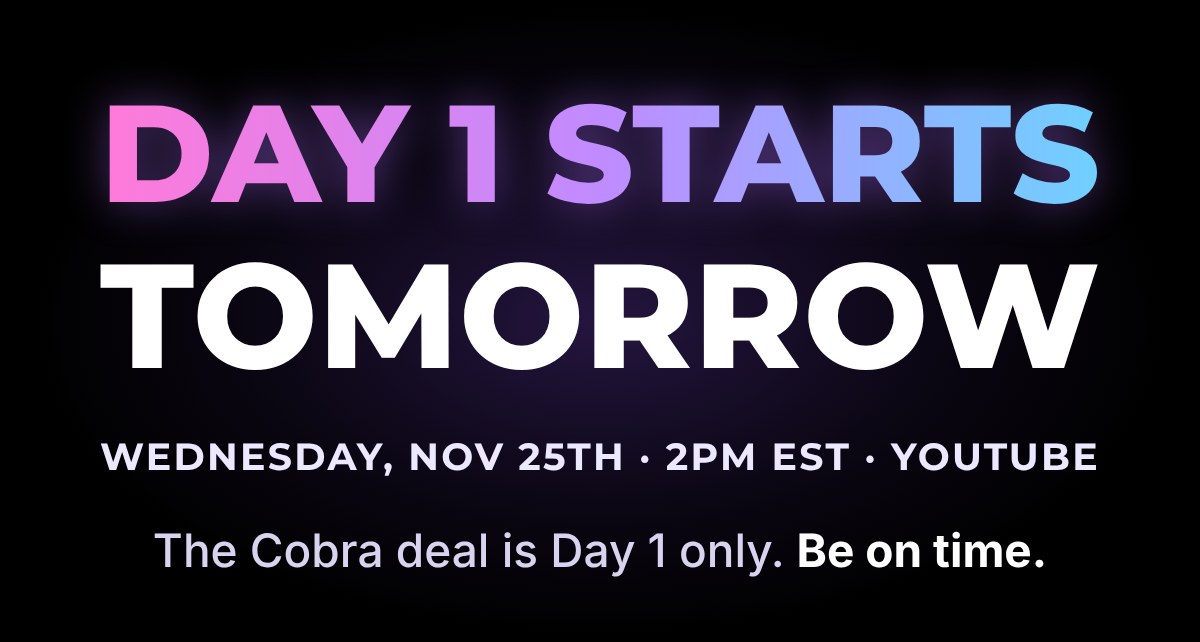 DAY 1 STARTS
TOMORROW
WEDNESDAY, NOV 25TH · 2PM EST · YOUTUBE
The Cobra deal is Day 1 only. Be on time.